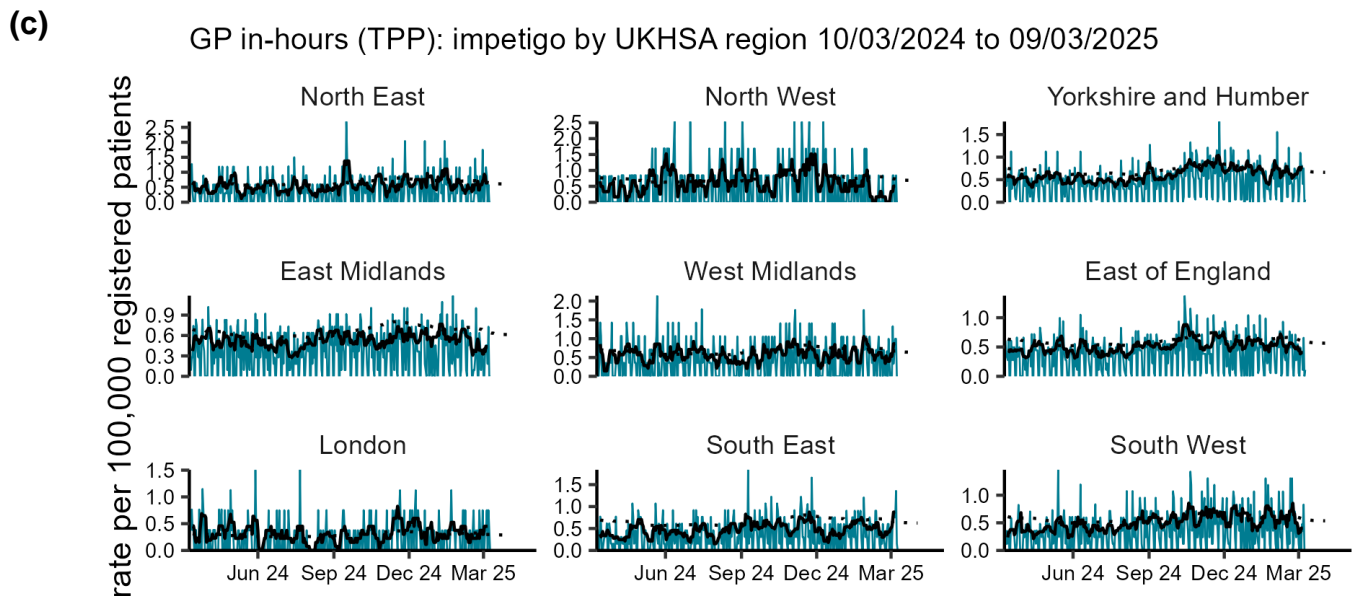 (c)
GP in-hours (TPP): impetigo by UKHSA region 10/03/2024 to 09/03/2025
rate per 100,000 registered patients
North East
2.5
2.0
1.5
1.0
0.5
0.0
North West
2.5
2.0
1.5
1.0
0.5
0.0
Yorkshire and Humber
1.5
1.0
0.5
0.0
East Midlands
0.9
0.6
0.3
0.0
West Midlands
2.0
1.5
1.0
0.5
0.0
East of England
1.0
0.5
0.0
London
1.5
1.0
0.5
0.0
Jun 24 Sep 24 Dec 24 Mar 25
South East
1.5
1.0
0.5
0.0
Jun 24 Sep 24 Dec 24 Mar 25
South West
1.0
0.5
0.0
Jun 24 Sep 24 Dec 24 Mar 25